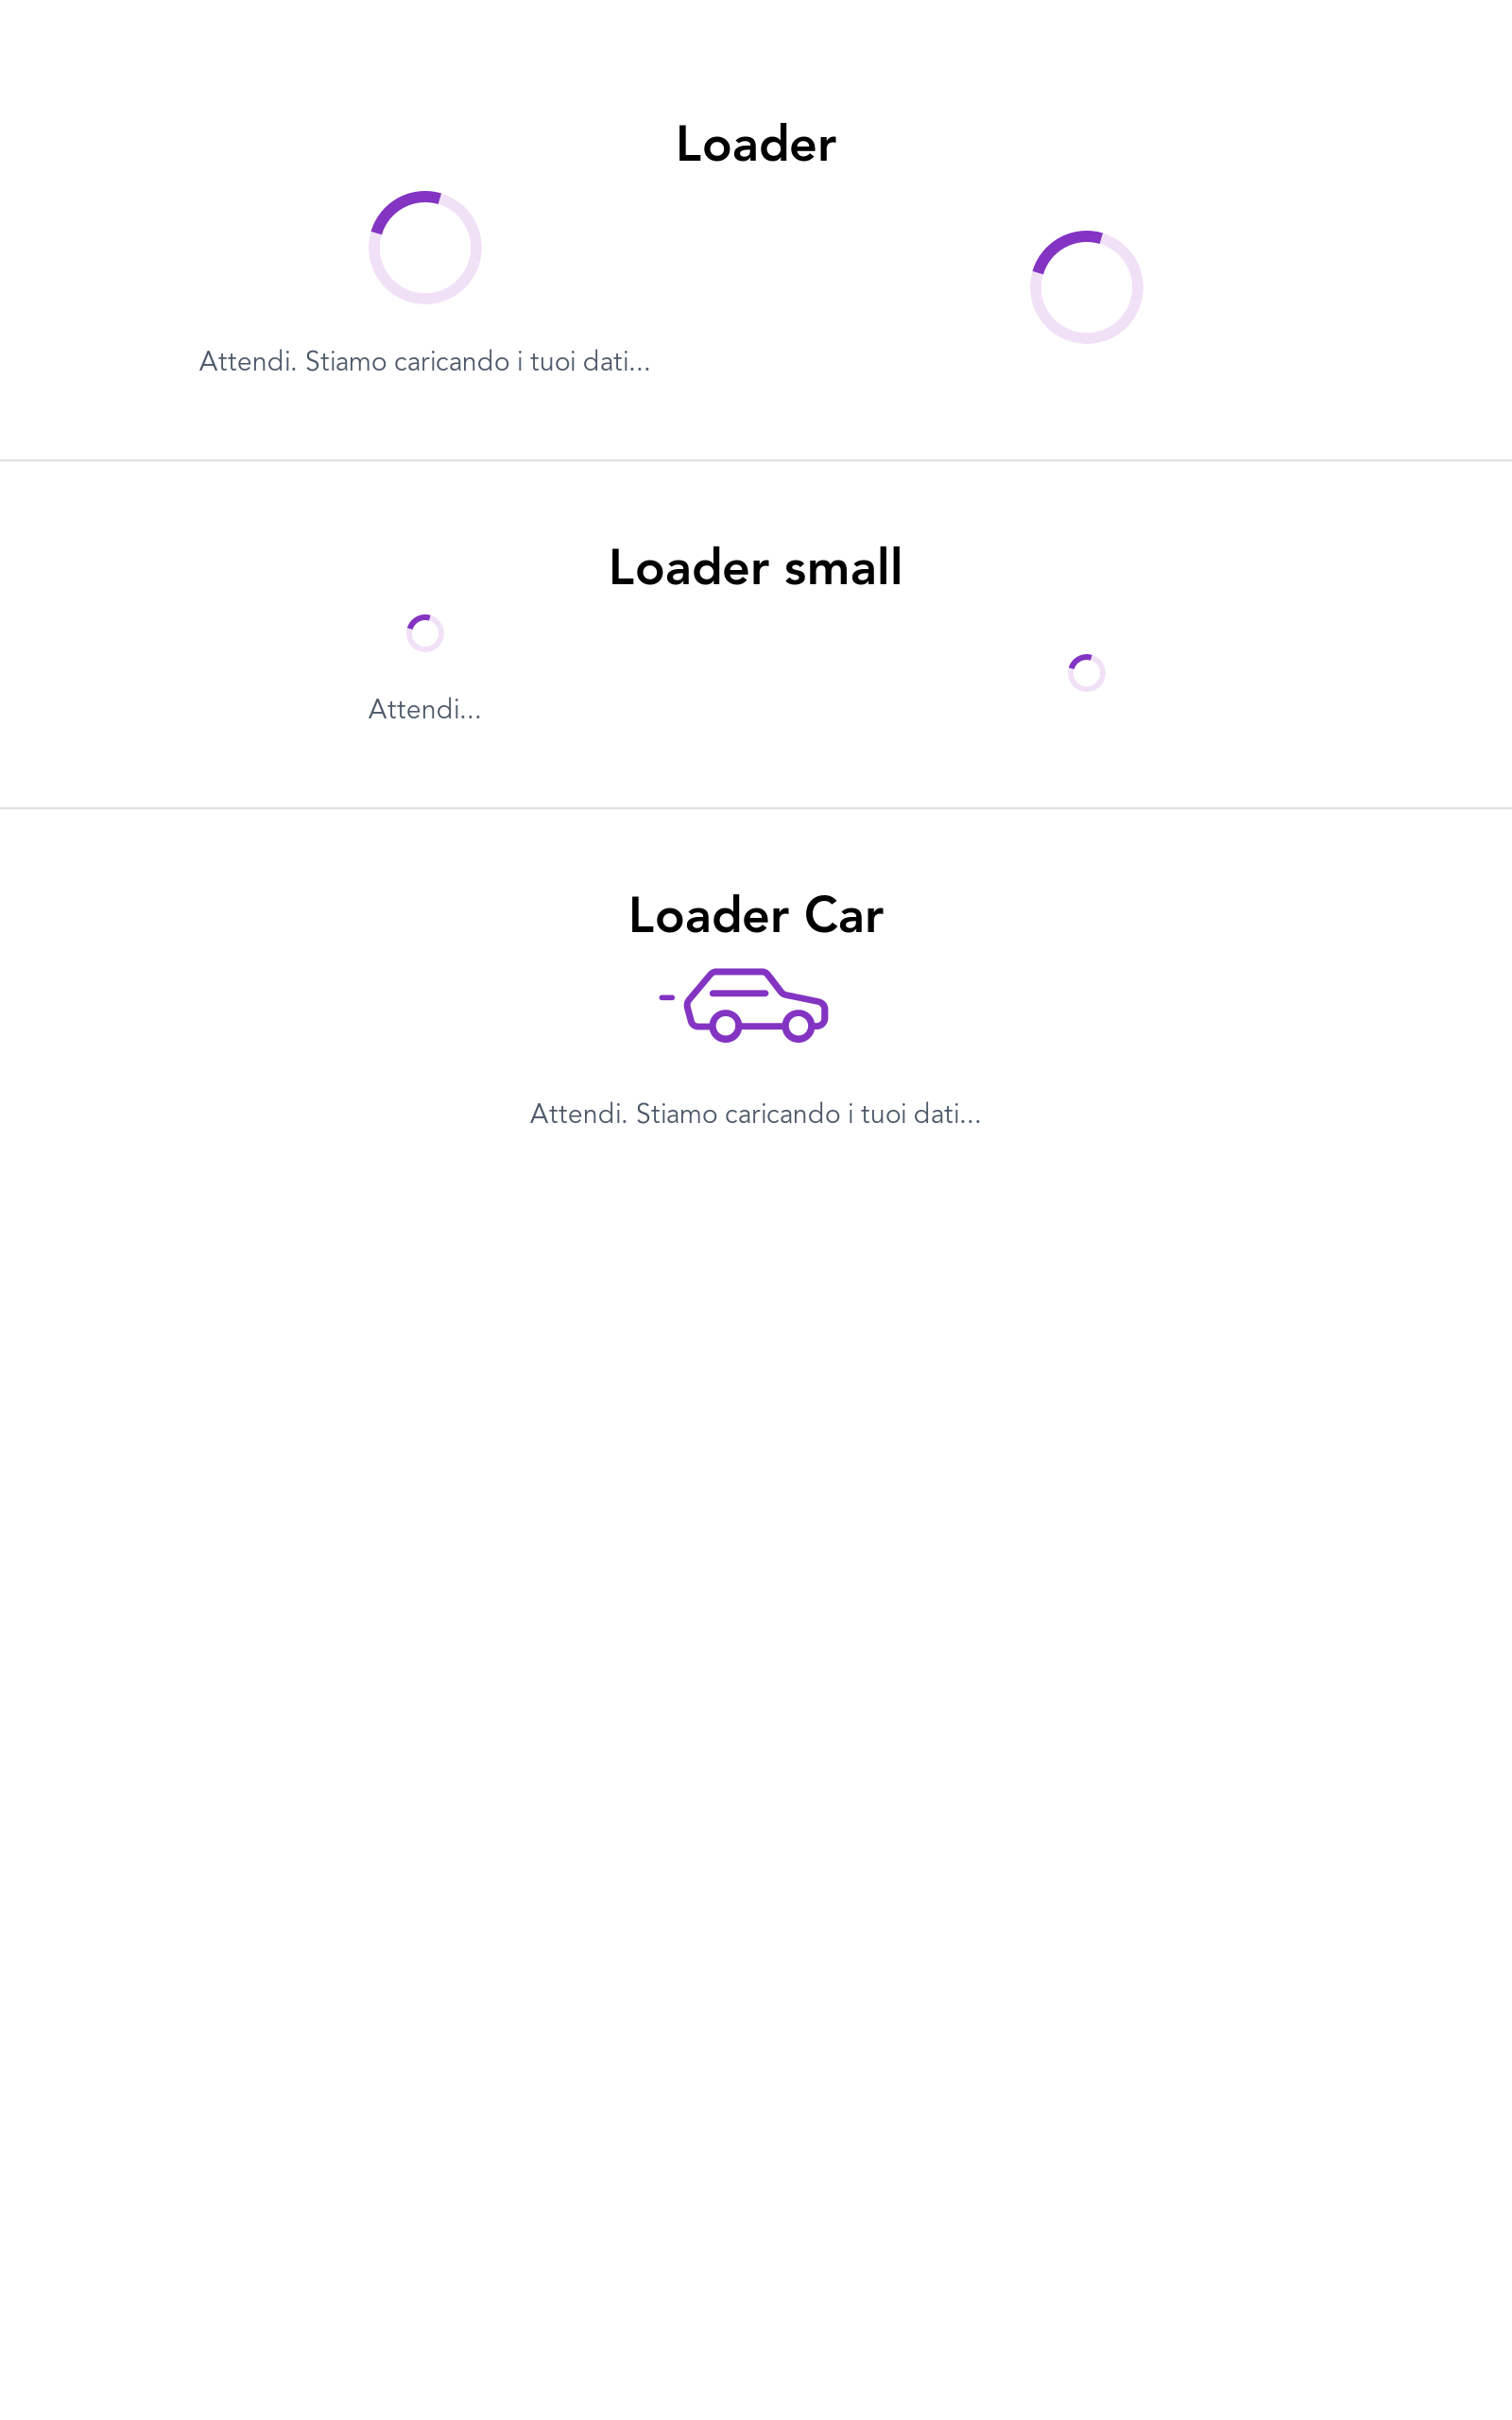 Loader
Attendi. Stiamo caricando i tuoi dati...
Loader small
Attendi...
Loader Car
Attendi. Stiamo caricando i tuoi dati...